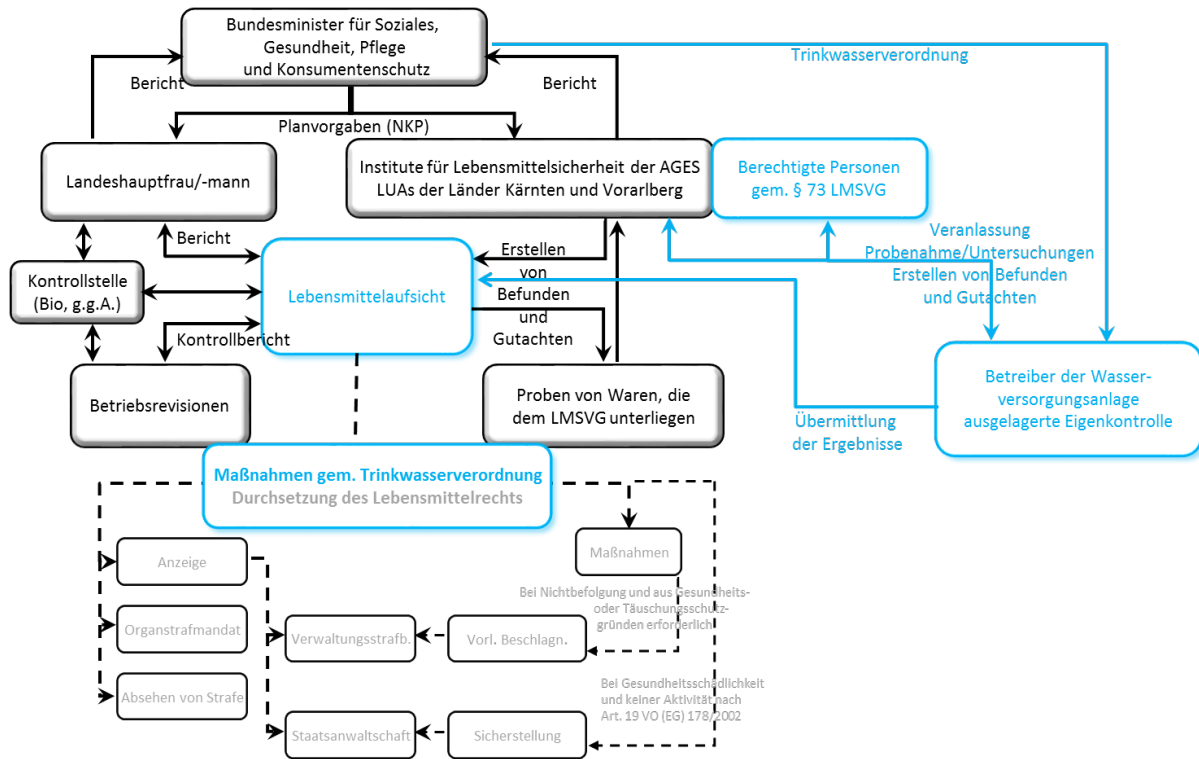 Bundesminister für Soziales,
Gesundheit, Pflege
und Konsumentenschutz
Trinkwasserverordnung
Bericht
Bericht
Planvorgaben (NKP)
Landeshauptfrau/-mann
Institute für Lebensmittelsicherheit der AGES
LUAs der Länder Kärnten und Vorarlberg
Berechtigte Personen
gem. § 73 LMSVG
Bericht
Erstellen
von
Befunden
und
Gutachten
Veranlassung
Probenahme/Untersuchungen
Erstellen von Befunden
und Gutachten
Kontrollstelle
(Bio, g.g.A.)
Lebensmittelaufsicht
Kontrollbericht
Betriebsrevisionen
Proben von Waren, die
dem LMSVG unterliegen
Betreiber der Wasser-
versorgungsanlage
ausgelagerte Eigenkontrolle
Übermittlung
der Ergebnisse
Maßnahmen gem. Trinkwasserverordnung
Durchsetzung des Lebensmittelrechts
Anzeige
Maßnahmen
Bei Nichtbefolgung und aus Gesundheits-
oder Täuschungsschutz-
gründen erforderlich
Organstrafmandat
Verwaltungsstrafb.
Vorl. Beschlagn.
Absehen von Strafe
Bei Gesundheitsschädlichkeit
und keiner Aktivität nach
Art. 19 VO (EG) 178/2002
Staatsanwaltschaft
Sicherstellung